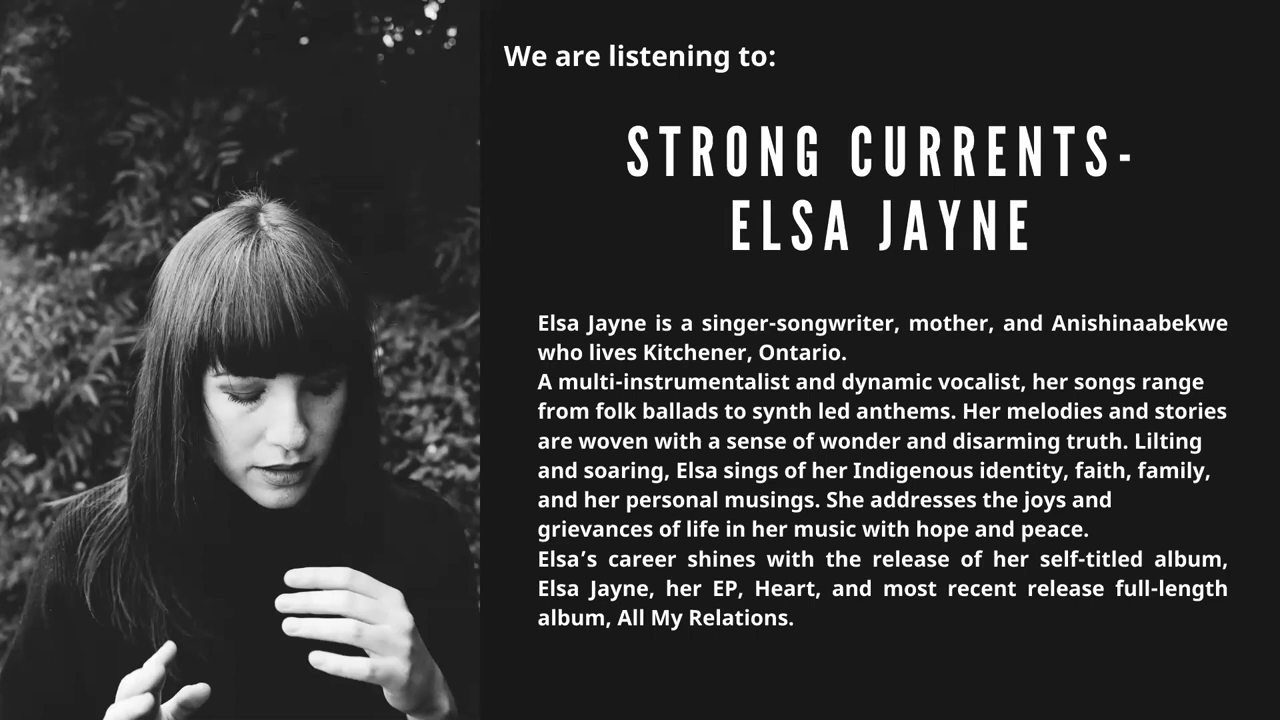 We are listening to:
STRONG CURRENTS-
ELSA JAYNE
Elsa Jayne is a singer-songwriter, mother, and Anishinaabekwe
who lives Kitchener, Ontario.
A multi-instrumentalist and dynamic vocalist, her songs range
from folk ballads to synth led anthems. Her melodies and stories
are woven with a sense of wonder and disarming truth. Lilting
and soaring, Elsa sings of her Indigenous identity, faith, family,
and her personal musings. She addresses the joys and
grievances of life in her music with hope and peace.
Elsa’s career shines with the release of her self-titled album,
Elsa Jayne, her EP, Heart, and most recent release full-length
album, All My Relations.